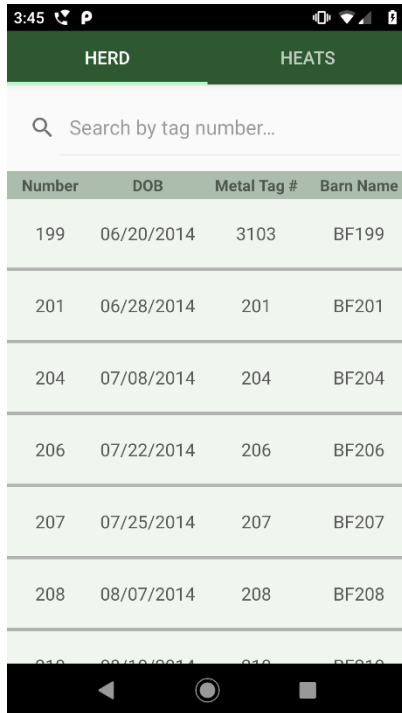 3:45
HERD HEATS
Search by tag number...
Number DOB Metal Tag # Barn Name
199 06/20/2014 3103 BF199
201 06/28/2014 201 BF201
204 07/08/2014 204 BF204
206 07/22/2014 206 BF206
207 07/25/2014 207 BF207
208 08/07/2014 208 BF208